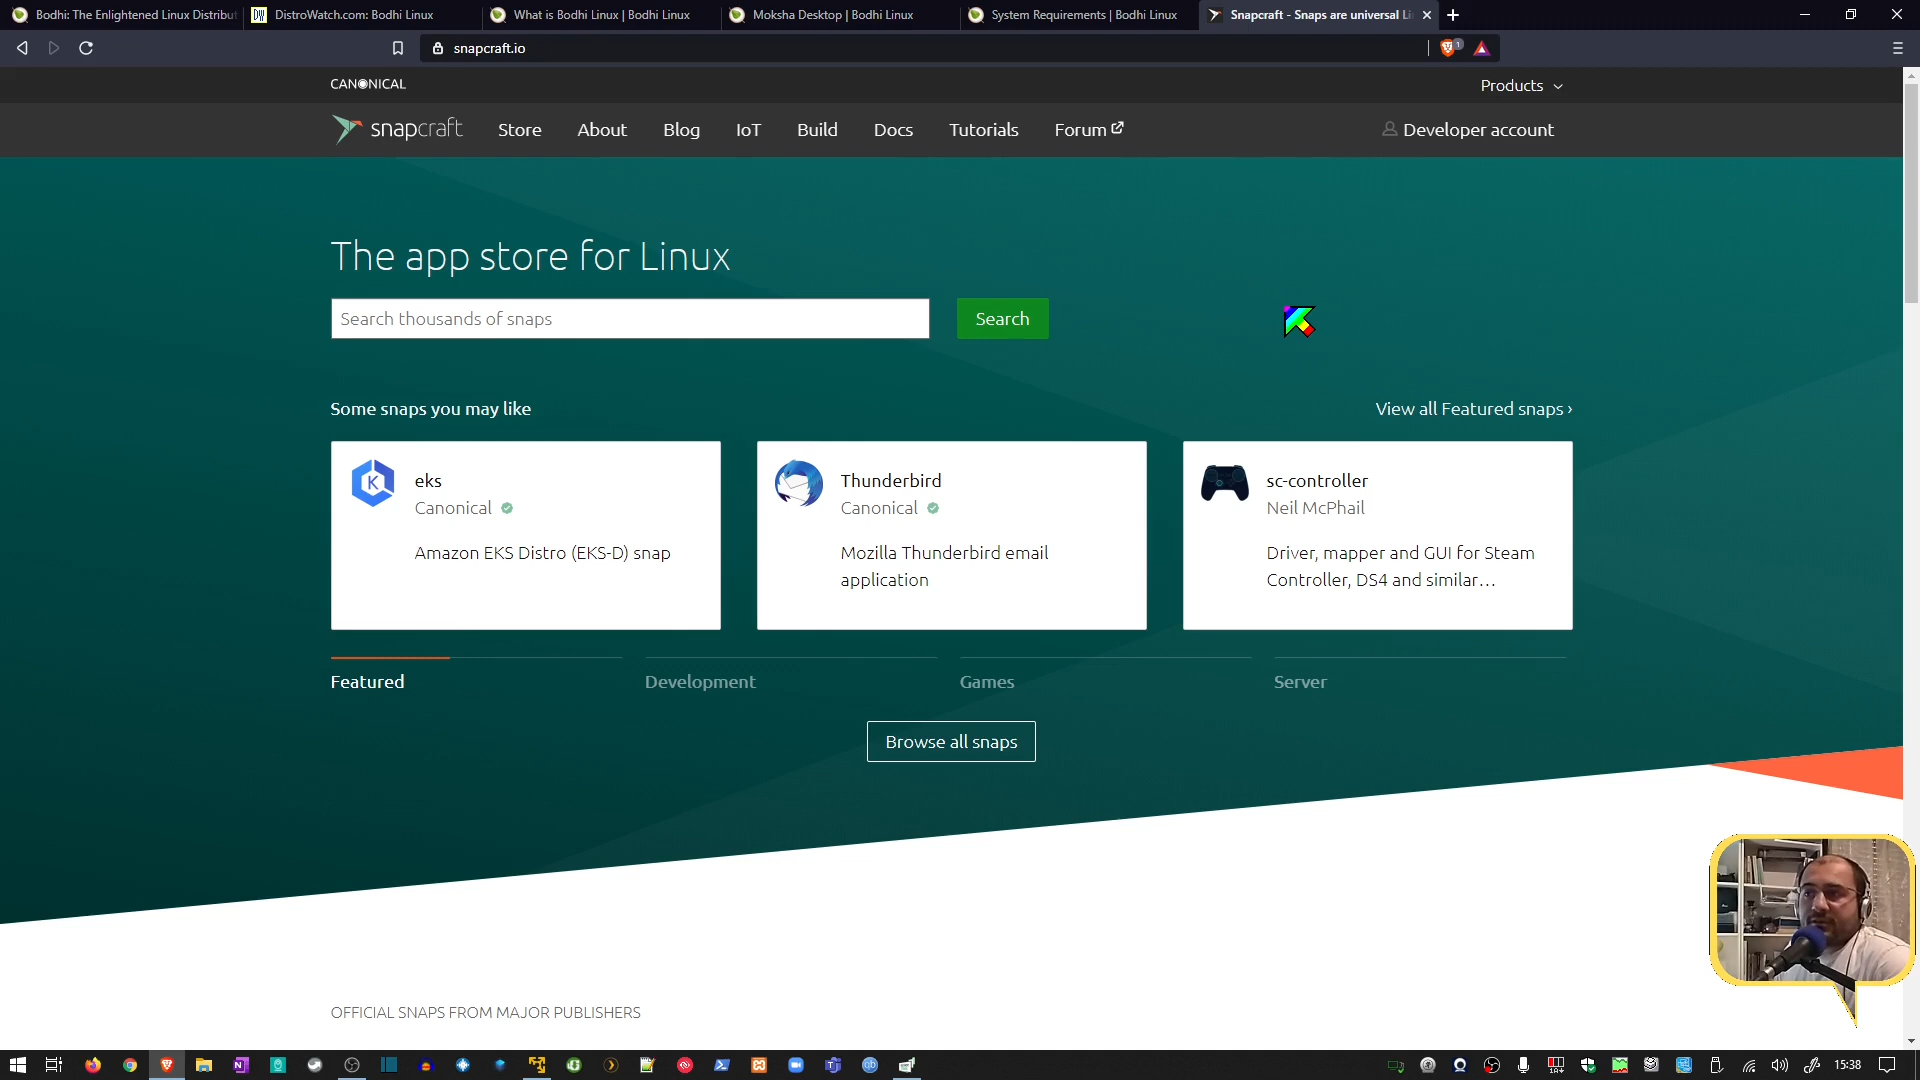 Bodhi: The Enlightened Linux Distribut
DistroWatch.com: Bodhi Linux
What is Bodhi Linux | Bodhi Linux
Moksha Desktop | Bodhi Linux
System Requirements | Bodhi Linux
Snapcraft - Snaps are universal Li
snapcraft.io
1
CANONICAL
Products
snapcraft
Store
About
Blog
IoT
Build
Docs
Tutorials
Forum
Developer account
The app store for Linux
Search thousands of snaps
Search
Some snaps you may like
View all Featured snaps ›
eks
Canonical
Amazon EKS Distro (EKS-D) snap
Thunderbird
Canonical
Mozilla Thunderbird email
application
sc-controller
Neil McPhail
Driver, mapper and GUI for Steam
Controller, DS4 and similar…
Featured
Development
Games
Server
Browse all snaps
OFFICIAL SNAPS FROM MAJOR PUBLISHERS
15:38